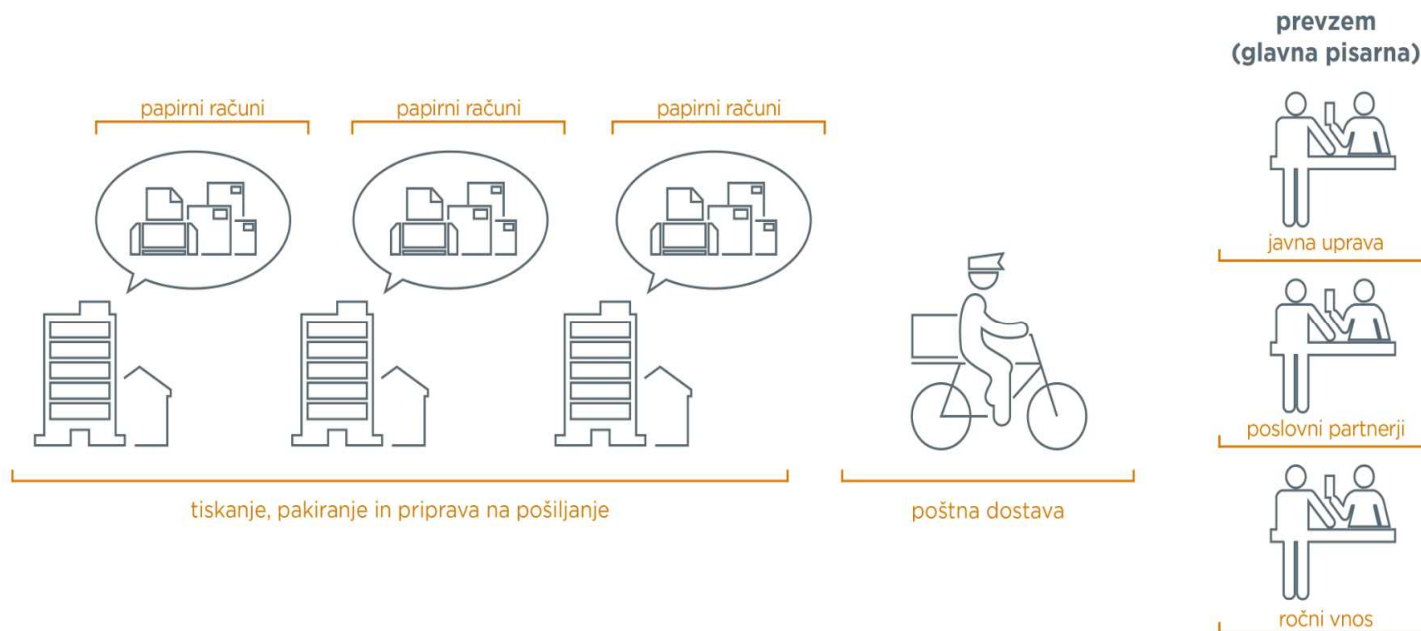 prevzem
(glavna pisarna)
papirni računi
papirni računi
papirni računi
javna uprava
poslovni partnerji
tiskanje, pakiranje in priprava na pošiljanje
poštna dostava
ročni vnos